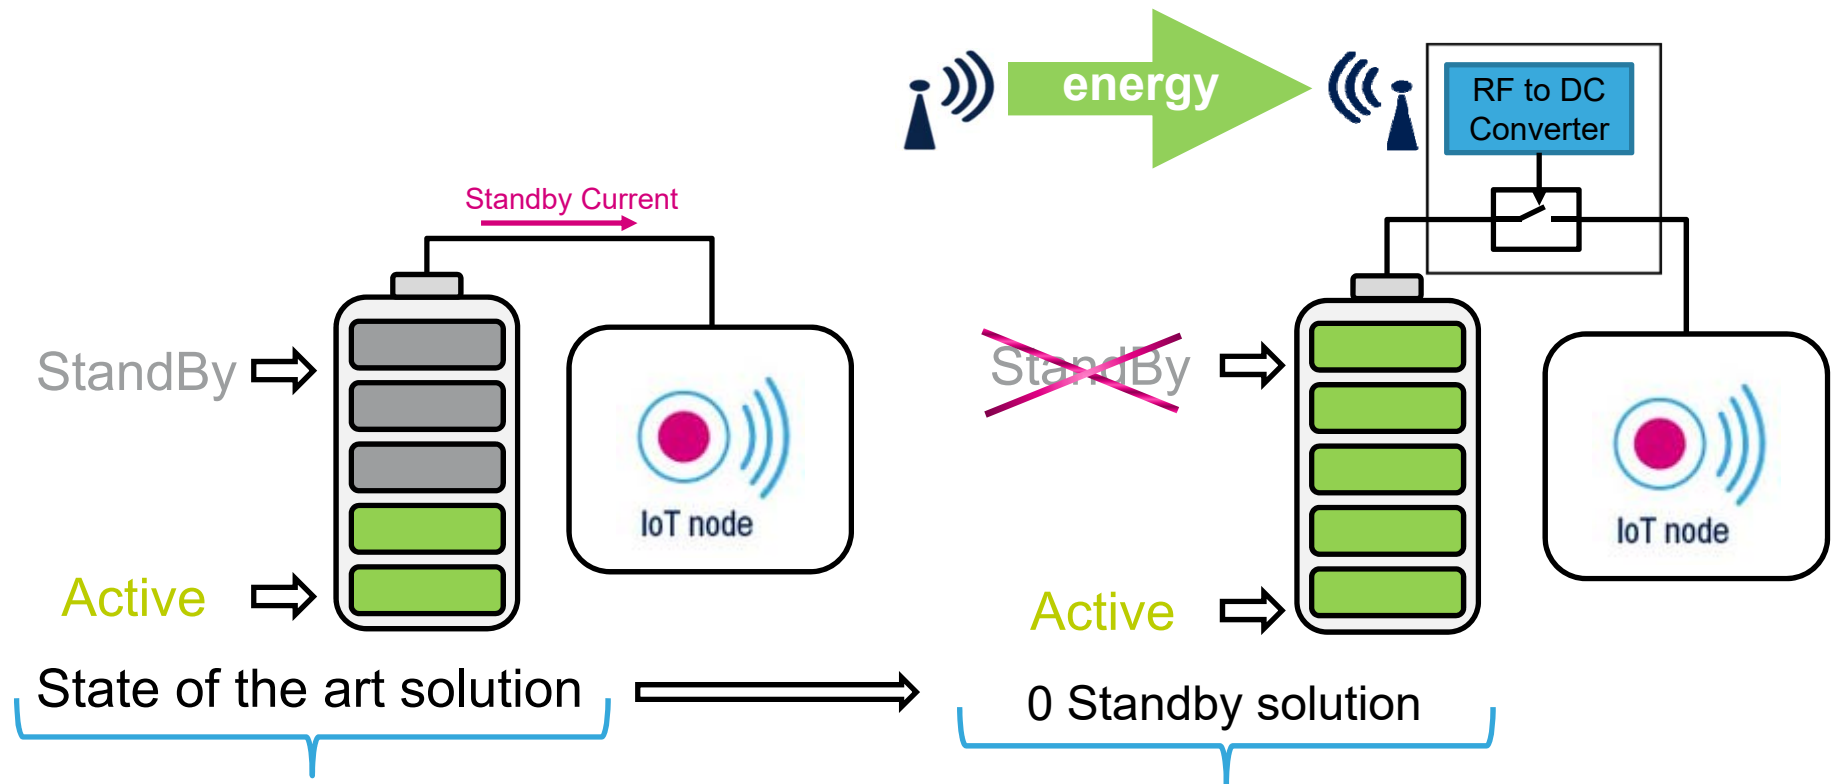 energy
RF to DC
Converter
Standby Current
StandBy
StandBy
IoT node
IoT node
Active
Active
State of the art solution
0 Standby solution